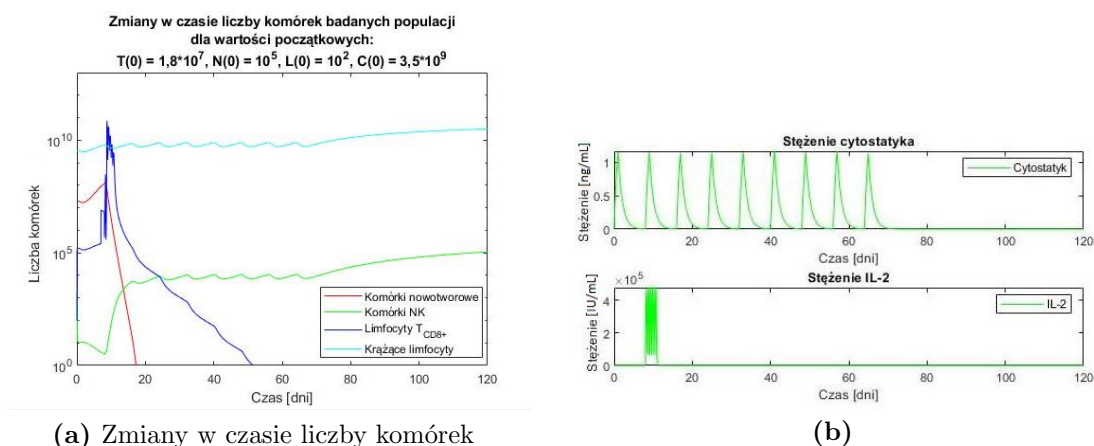 Zmiany w czasie liczby komórek badanych populacji
dla wartości początkowych:
T(0) = 1,8*10^7, N(0) = 10^5, L(0) = 10^2, C(0) = 3,5*10^9
Liczba komórek
10^10
10^5
10^0
0 20 40 60 80 100 120
Czas [dni]
Komórki nowotworowe
Komórki NK
Limfocyty T_CD8+
Krążące limfocyty
(a) Zmiany w czasie liczby komórek
Stężenie cytostatyka
Stężenie [ng/mL]
1
0.5
0
0 20 40 60 80 100 120
Czas [dni]
Cytostatyk
Stężenie IL-2
×10^5
Stężenie [IU/mL]
4
2
0
0 20 40 60 80 100 120
Czas [dni]
IL-2
(b)